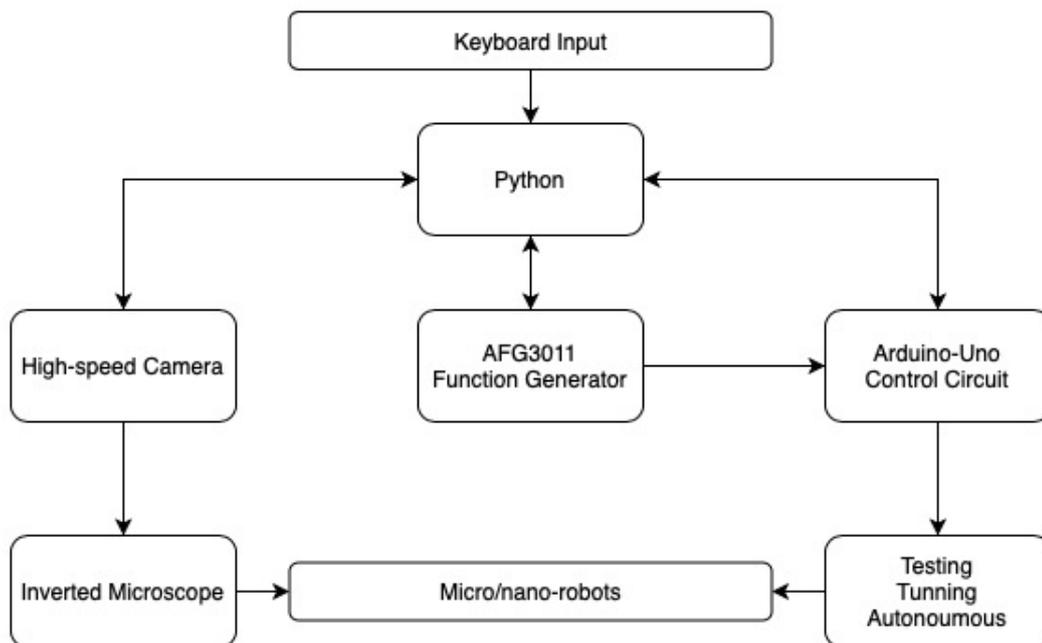 Keyboard Input
Python
High-speed Camera
AFG3011
Function Generator
Arduino-Uno
Control Circuit
Inverted Microscope
Micro/nano-robots
Testing
Tunning
Autonoumous